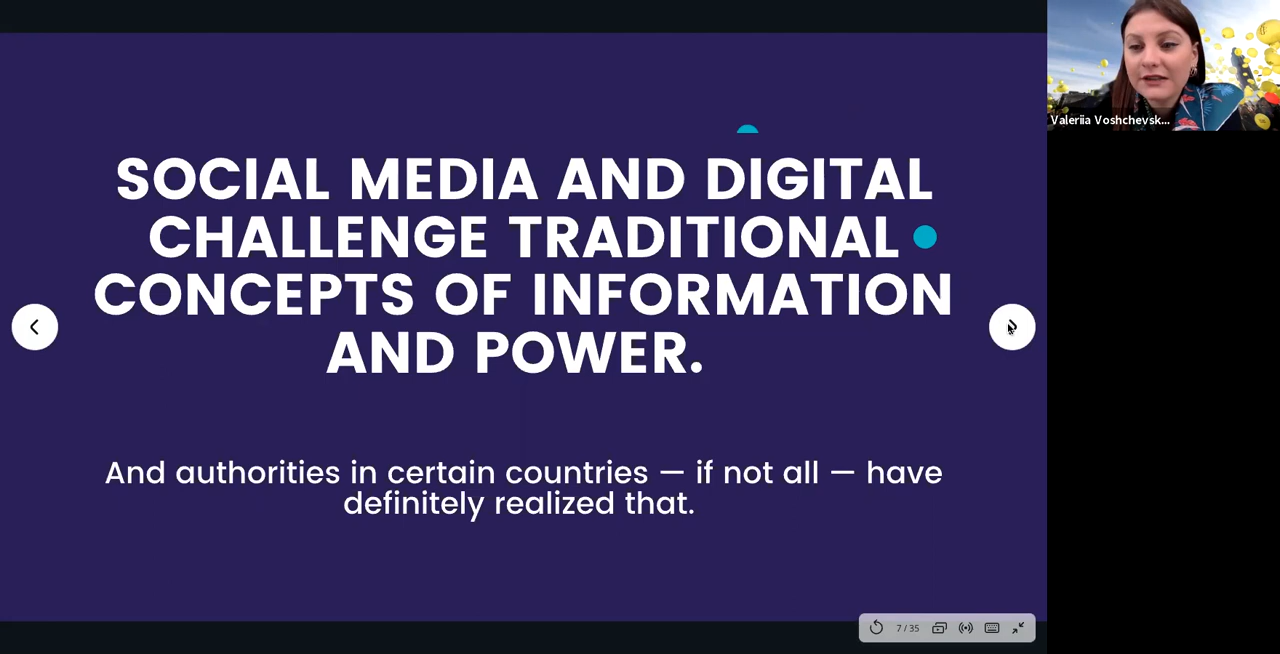 SOCIAL MEDIA AND DIGITAL
CHALLENGE TRADITIONAL
CONCEPTS OF INFORMATION
AND POWER.
And authorities in certain countries — if not all — have
definitely realized that.
Valeriia Voshchevsk...
7 / 35